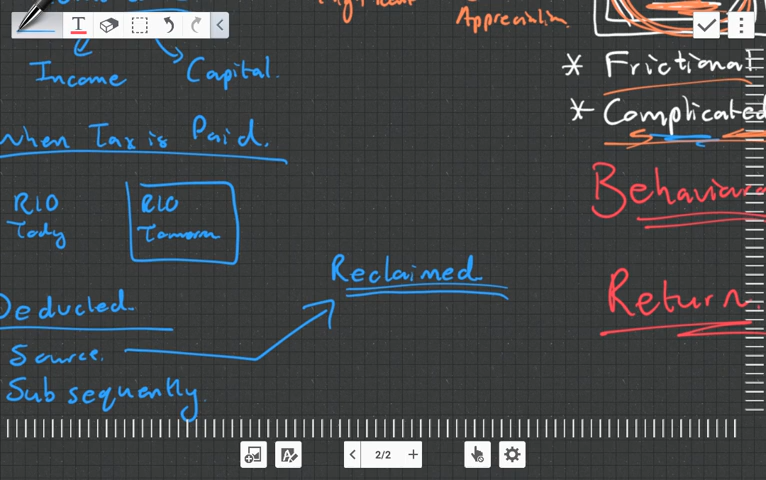 Appreciation
Income
Capital.
* Frictional
* Complicated
When Tax is Paid.
R10
Today
R10
Tomorrow
Behavioural
Reclaimed
Return.
Deducted
Source.
Subsequently.
2/2